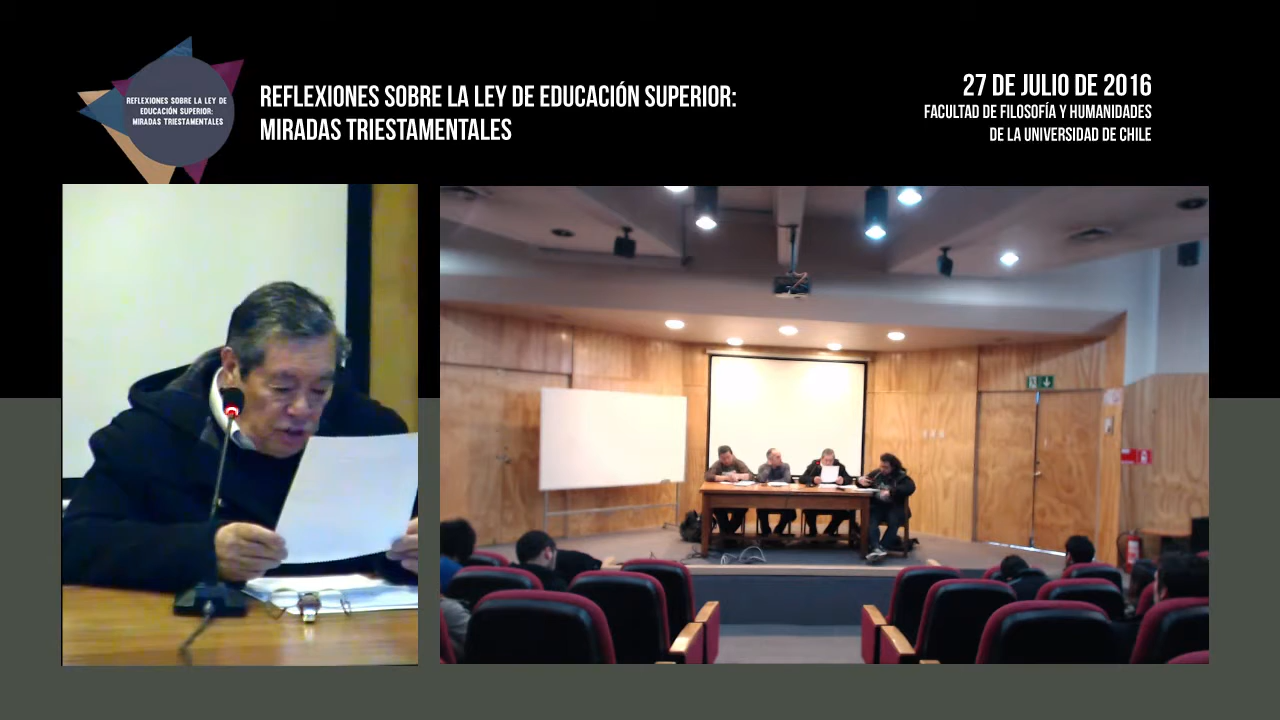 REFLEXIONES SOBRE LA LEY DE
EDUCACIÓN SUPERIOR:
MIRADAS TRIESTAMENTALES
REFLEXIONES SOBRE LA LEY DE EDUCACIÓN SUPERIOR:
MIRADAS TRIESTAMENTALES
27 DE JULIO DE 2016
FACULTAD DE FILOSOFÍA Y HUMANIDADES
DE LA UNIVERSIDAD DE CHILE